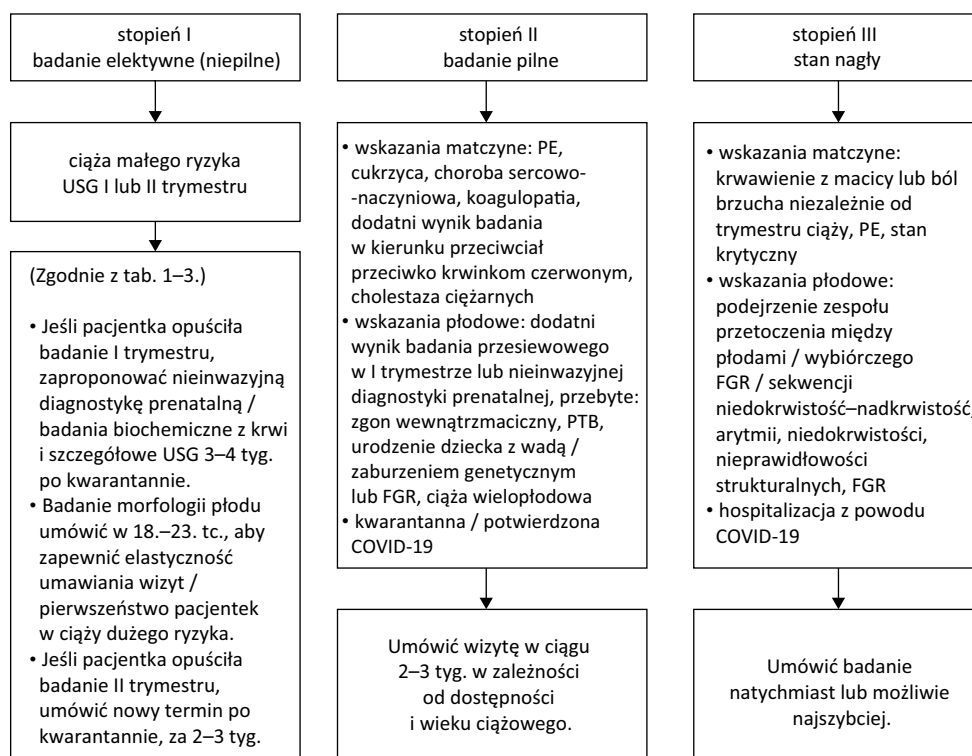 stopień I
badanie elektywne (niepilne)
ciąża małego ryzyka
USG I lub II trymestru
(Zgodnie z tab. 1–3.)
• Jeśli pacjentka opuściła
badanie I trymestru,
zaproponować nieinwazyjną
diagnostykę prenatalną /
badania biochemiczne z krwi
i szczegółowe USG 3–4 tyg.
po kwarantannie.
• Badanie morfologii płodu
umówić w 18.–23. tc., aby
zapewnić elastyczność
umawiania wizyt /
pierwszeństwo pacjentek
w ciąży dużego ryzyka.
• Jeśli pacjentka opuściła
badanie II trymestru,
umówić nowy termin po
kwarantannie, za 2–3 tyg.
stopień II
badanie pilne
• wskazania matczyne: PE,
cukrzyca, choroba sercowo-
-naczyniowa, koagulopatia,
dodatni wynik badania
w kierunku przeciwciał
przeciwko krwinkom czerwonym,
cholestaza ciężarnych
• wskazania płodowe: dodatni
wynik badania przesiewowego
w I trymestrze lub nieinwazyjnej
diagnostyki prenatalnej, przebyte:
zgon wewnątrzmaciczny, PTB,
urodzenie dziecka z wadą /
zaburzeniem genetycznym
lub FGR, ciąża wielopłodowa
• kwarantanna / potwierdzona
COVID-19
Umówić wizytę w ciągu
2–3 tyg. w zależności
od dostępności
i wieku ciążowego.
stopień III
stan nagły
• wskazania matczyne:
krwawienie z macicy lub ból
brzucha niezależnie od
trymestru ciąży, PE, stan
krytyczny
• wskazania płodowe:
podejrzenie zespołu
przetoczenia między
płodami / wybiórczego
FGR / sekwencji
niedokrwistość–nadkrwistość,
arytmii, niedokrwistości,
nieprawidłowości
strukturalnych, FGR
• hospitalizacja z powodu
COVID-19
Umówić badanie
natychmiast lub możliwie
najszybciej.